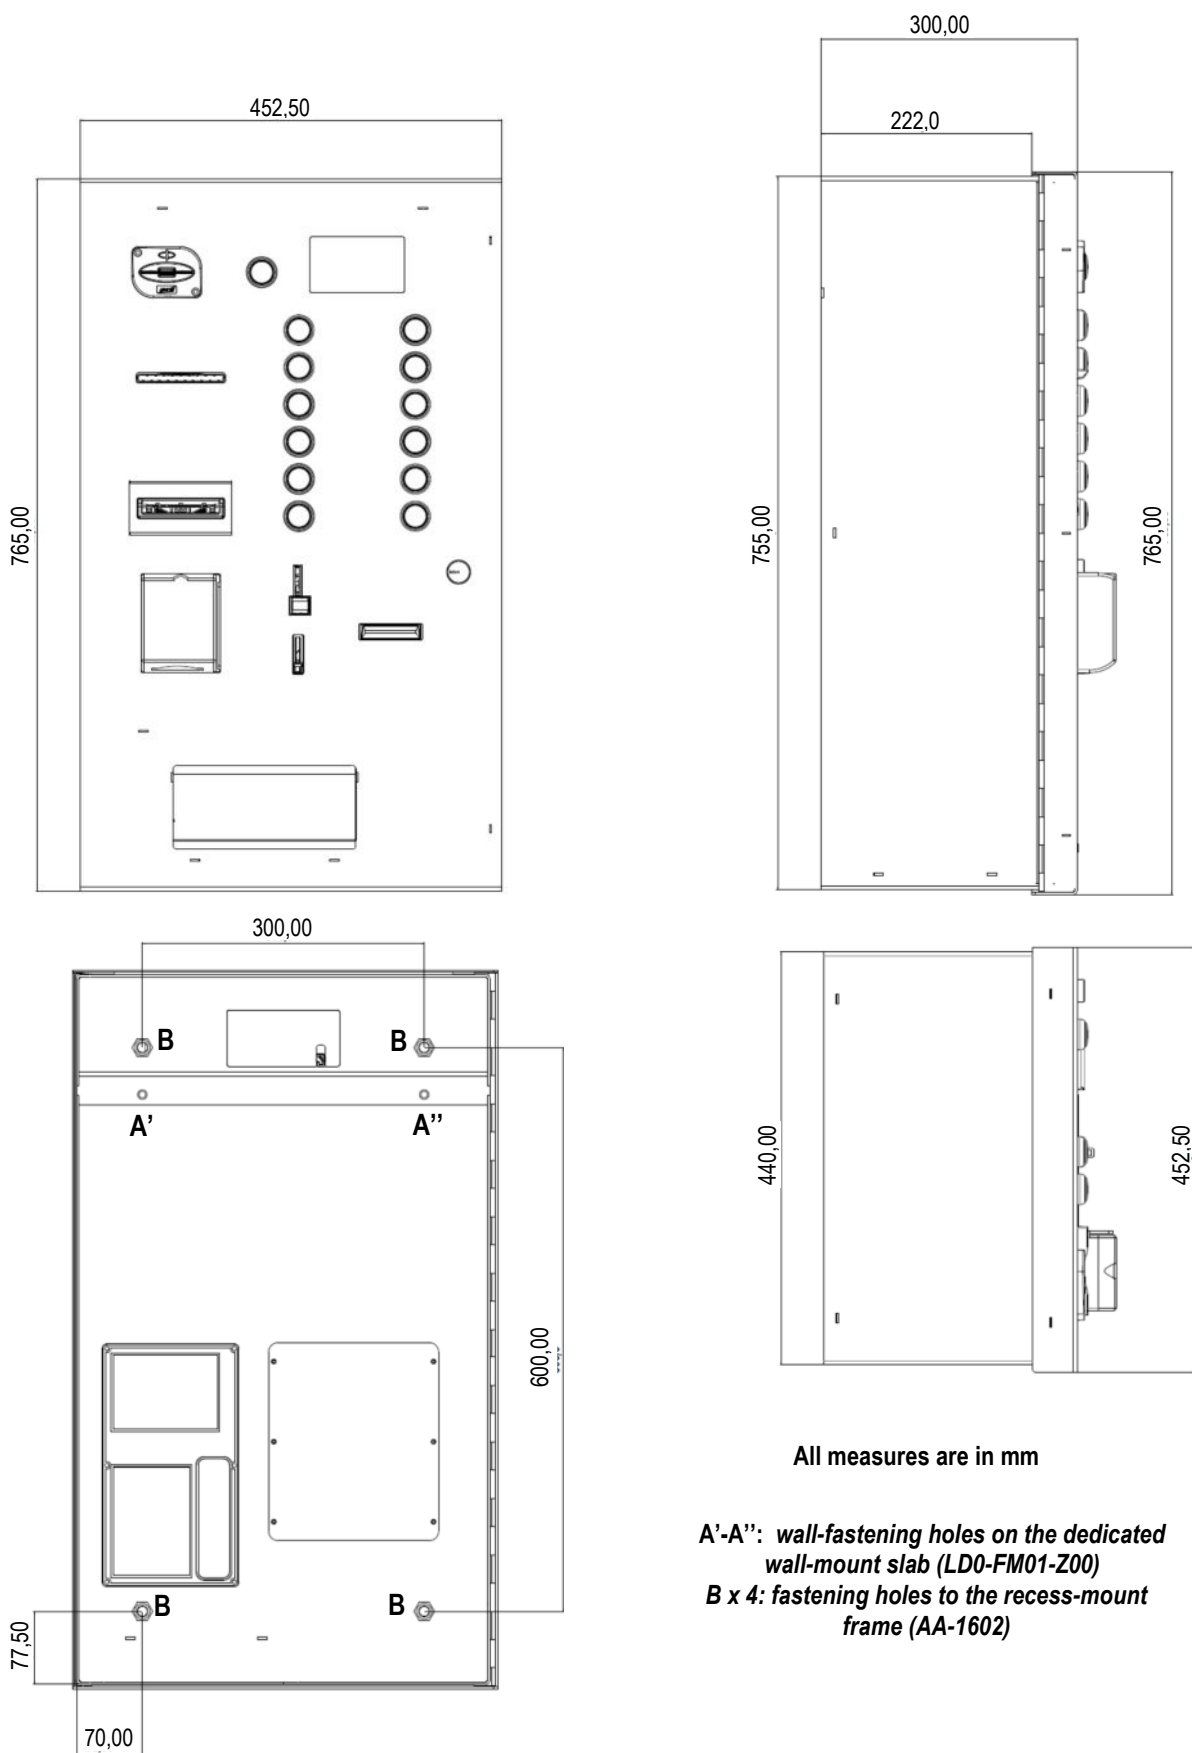 300,00
452,50
222,0
765,00
755,00
765,00
300,00
B
B
A’
A’’
600,00
440,00
452,50
B
B
77,50
70,00
All measures are in mm
A’-A’’: wall-fastening holes on the dedicated
wall-mount slab (LD0-FM01-Z00)
B x 4: fastening holes to the recess-mount
frame (AA-1602)